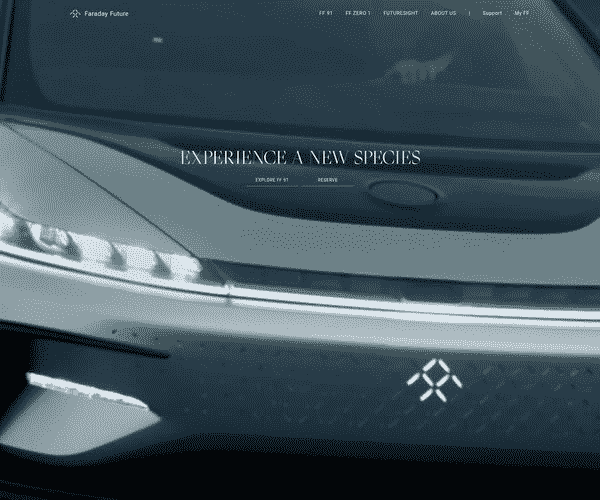 Faraday Future
FF 91 FF ZERO 1 FUTURESIGHT ABOUT US | Support My FF
EXPERIENCE A NEW SPECIES
EXPLORE FF 91 RESERVE